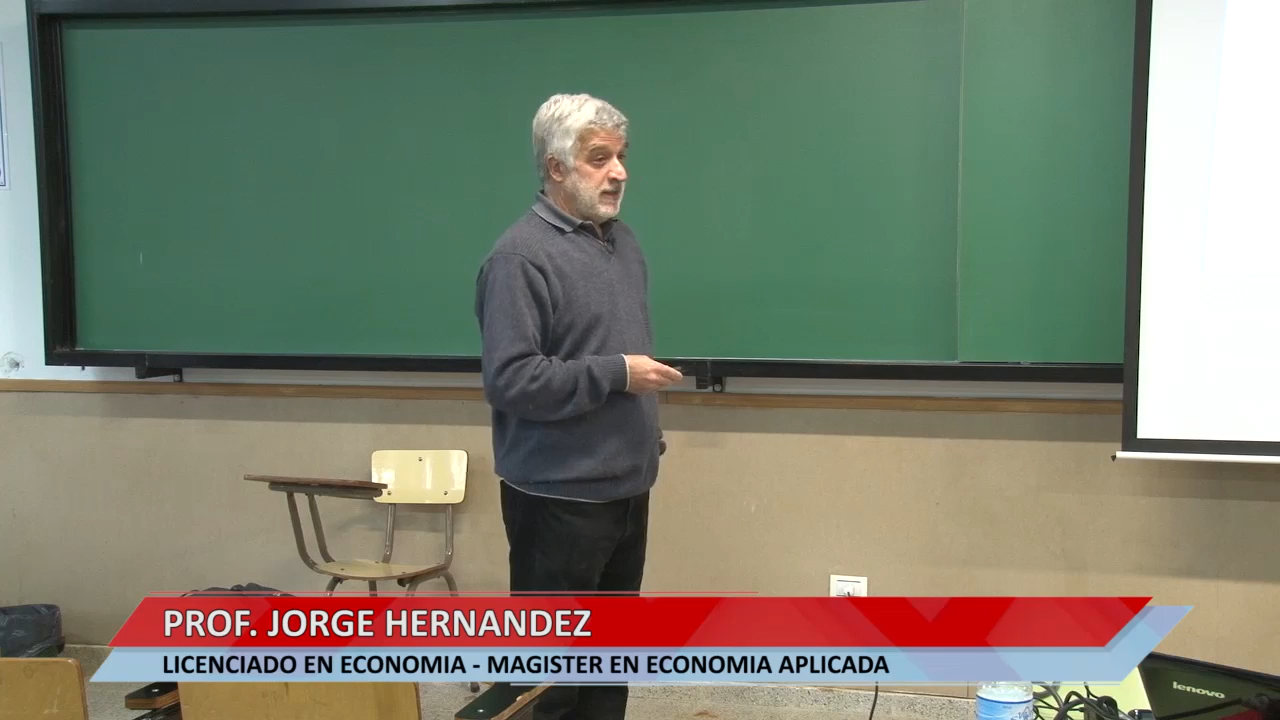 PROF. JORGE HERNANDEZ
LICENCIADO EN ECONOMIA - MAGISTER EN ECONOMIA APLICADA
lenovo